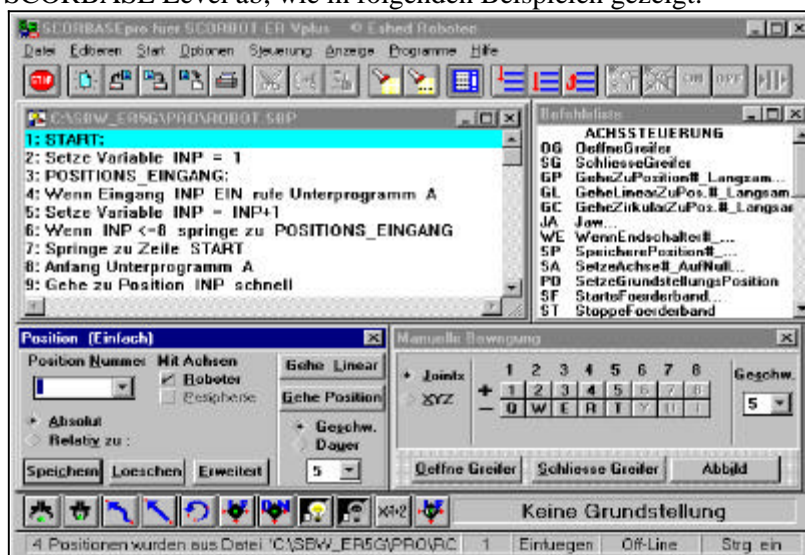 SCORBASE Level ab, wie in folgenden Beispielen gezeigt.
SCORBASEpro fuer SCORBOT-ER Vplus © Eshed Robotec
Datei Editieren Start Optionen Steuerung Anzeige Programme Hilfe
STOP ON OFF
C:\SBW_ER5G\PRO\ROBOT.SBP
1: START:
2: Setze Variable INP = 1
3: POSITIONS_EINGANG:
4: Wenn Eingang INP EIN rufe Unterprogramm A
5: Setze Variable INP = INP+1
6: Wenn INP <=8 springe zu POSITIONS_EINGANG
7: Springe zu Zeile START
8: Anfang Unterprogramm A
9: Gehe zu Position INP schnell
Befehlsliste
ACHSSTEUERUNG
OG OeffneGreifer
SG SchliesseGreifer
GP GeheZuPosition#_Langsam...
GL GeheLinearZuPos.#_Langsam.
GC GeheZirkularZuPos.#_Langsam
JA Jaw...
WE WennEndschalter#_...
SP SpeicherePosition#...
SA SetzeAchse#_AufNull...
PO SetzeGrundstellungsPosition
SF StarteFoerderband...
ST StoppeFoerderband
Position (Einfach)
Position Nummer Mit Achsen
Roboter
Peripherie
Gehe Linear
Gehe Position
Absolut
Relativ zu :
Geschw.
Dauer
Speichern Loeschen Erweitert 5
Manuelle Bewegung
Joints
XYZ
1 2 3 4 5 6 7 8
+ 1 2 3 4 5 6 7 8
- Q W E R T Y U I
Geschw.
5
Oeffne Greifer Schliesse Greifer Abbild
Keine Grundstellung
4 Positionen wurden aus Datei 'C:\SBW_ER5G\PRO\RO 1 Einfuegen Off-Line Strg ein